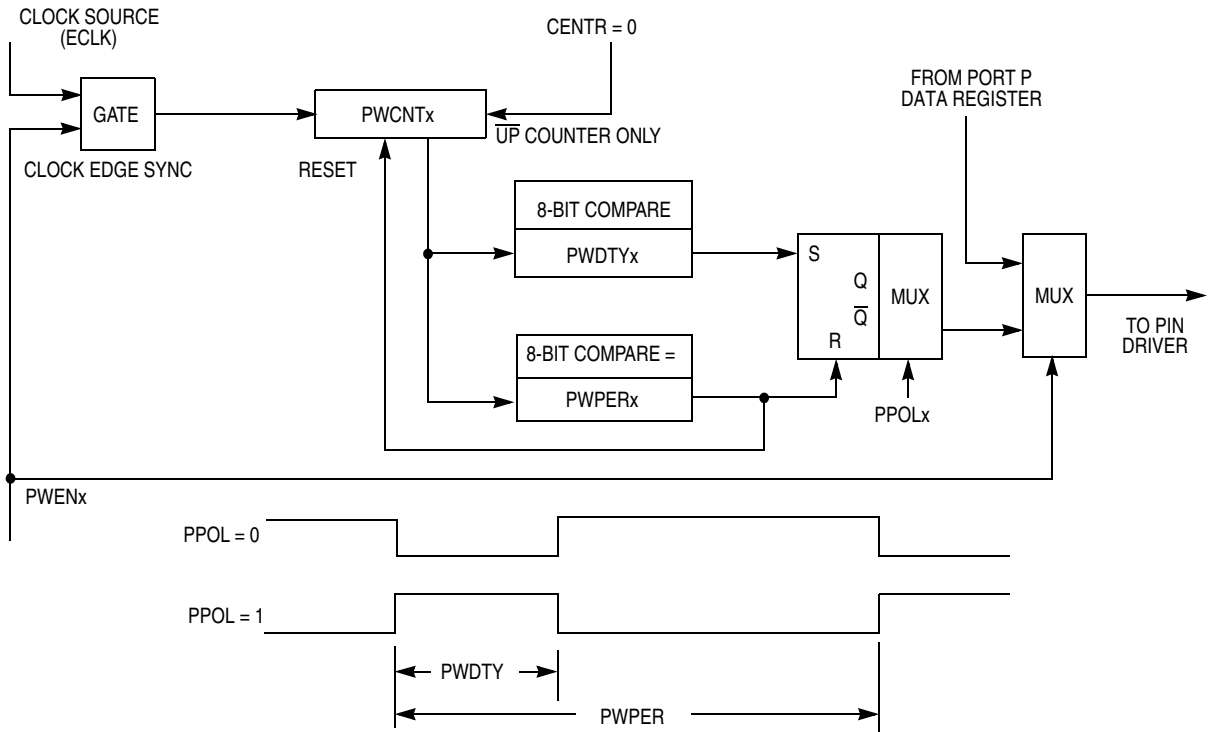 CLOCK SOURCE
(ECLK)
CENTR = 0
FROM PORT P
DATA REGISTER
GATE
PWCNTx
U̅P̅ COUNTER ONLY
CLOCK EDGE SYNC
RESET
8-BIT COMPARE
PWDTYx
S
Q
Q̅
R
MUX
MUX
TO PIN
DRIVER
8-BIT COMPARE =
PWPERx
PPOLx
PWENx
PPOL = 0
PPOL = 1
PWDTY
PWPER